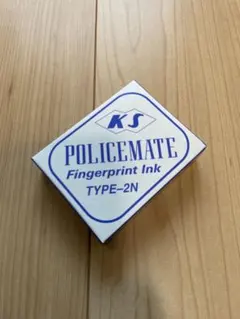 KS
POLICEMATE
Fingerprint Ink
TYPE-2N